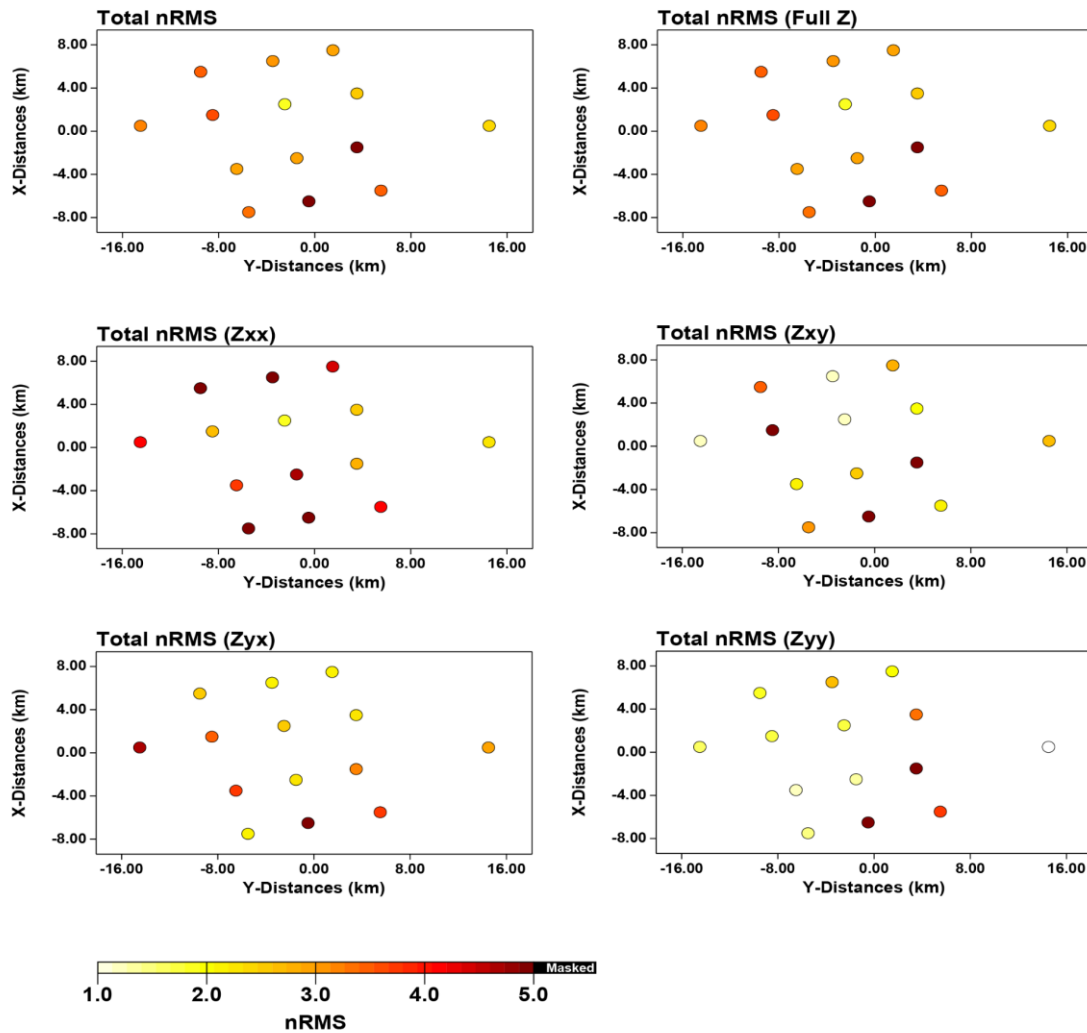 Total nRMS
Total nRMS (Full Z)
8.00
4.00
0.00
-4.00
-8.00
X-Distances (km)
-16.00 -8.00 0.00 8.00 16.00
Y-Distances (km)
8.00
4.00
0.00
-4.00
-8.00
X-Distances (km)
-16.00 -8.00 0.00 8.00 16.00
Y-Distances (km)
Total nRMS (Zxx)
Total nRMS (Zxy)
8.00
4.00
0.00
-4.00
-8.00
X-Distances (km)
-16.00 -8.00 0.00 8.00 16.00
Y-Distances (km)
8.00
4.00
0.00
-4.00
-8.00
X-Distances (km)
-16.00 -8.00 0.00 8.00 16.00
Y-Distances (km)
Total nRMS (Zyx)
Total nRMS (Zyy)
8.00
4.00
0.00
-4.00
-8.00
X-Distances (km)
-16.00 -8.00 0.00 8.00 16.00
Y-Distances (km)
8.00
4.00
0.00
-4.00
-8.00
X-Distances (km)
-16.00 -8.00 0.00 8.00 16.00
Y-Distances (km)
Masked
1.0 2.0 3.0 4.0 5.0
nRMS